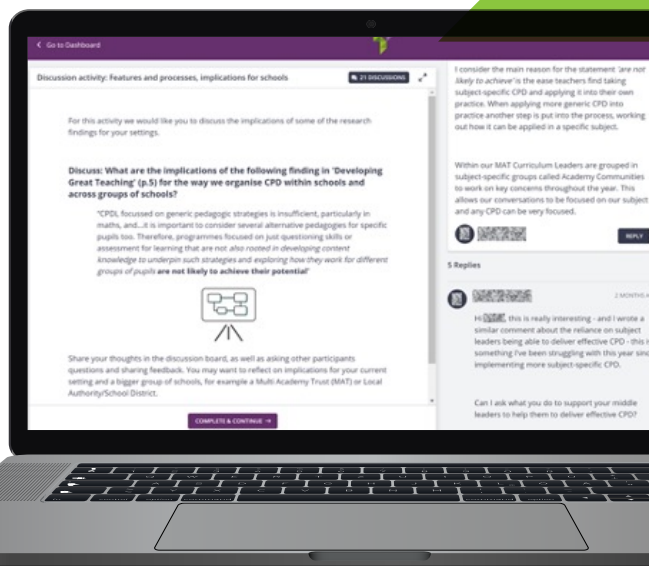 Go to Dashboard
Discussion activity: Features and processes, implications for schools
21 DISCUSSIONS
For this activity we would like you to discuss the implications of some of the research
findings for your settings.
Discuss: What are the implications of the following finding in 'Developing
Great Teaching' (p.5) for the way we organise CPD within schools and
across groups of schools?
"CPDL focussed on generic pedagogic strategies is insufficient, particularly in
maths, and...it is important to consider several alternative pedagogies for specific
pupils too. Therefore, programmes focused on just questioning skills or
assessment for learning that are not also rooted in developing content
knowledge to underpin such strategies and exploring how they work for different
groups of pupils are not likely to achieve their potential"
Share your thoughts in the discussion board, as well as asking other participants
questions and sharing feedback. You may want to reflect on implications for your current
setting and a bigger group of schools, for example a Multi Academy Trust (MAT) or Local
Authority/School District.
COMPLETE & CONTINUE →
I consider the main reason for the statement 'are not
likely to achieve' is the ease teachers find taking
subject-specific CPD and applying it into their own
practice. When applying more generic CPD into
practice another step is put into the process, working
out how it can be applied in a specific subject.
Within our MAT Curriculum Leaders are grouped in
subject-specific groups called Academy Communities
to work on key concerns throughout the year. This
allows our conversations to be focused on our subject
and any CPD can be very focused.
REPLY
5 Replies
2 MONTHS A
Hi , this is really interesting - and I wrote a
similar comment about the reliance on subject
leaders being able to deliver effective CPD - this is
something I've been struggling with this year sinc
implementing more subject-specific CPD.
Can I ask what you do to support your middle
leaders to help them to deliver effective CPD?